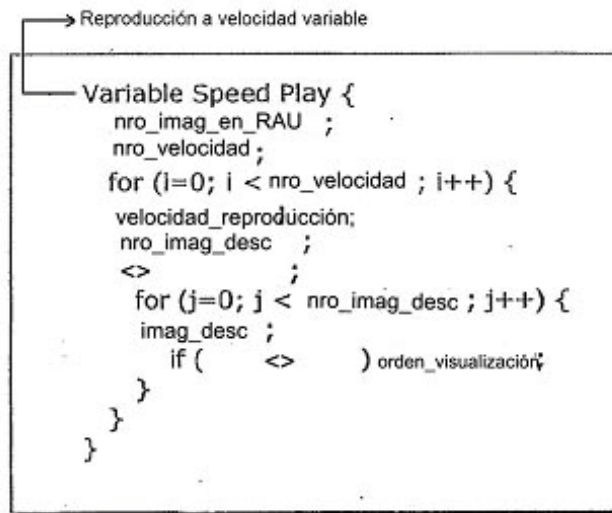 Reproducción a velocidad variable
Variable Speed Play {
nro_imag_en_RAU ;
nro_velocidad ;
for (i=0; i < nro_velocidad ; i++) {
velocidad_reproducción;
nro_imag_desc ;
<> ;
for (j=0; j < nro_imag_desc ; j++) {
imag_desc ;
if ( <> ) orden_visualización;
}
}
}